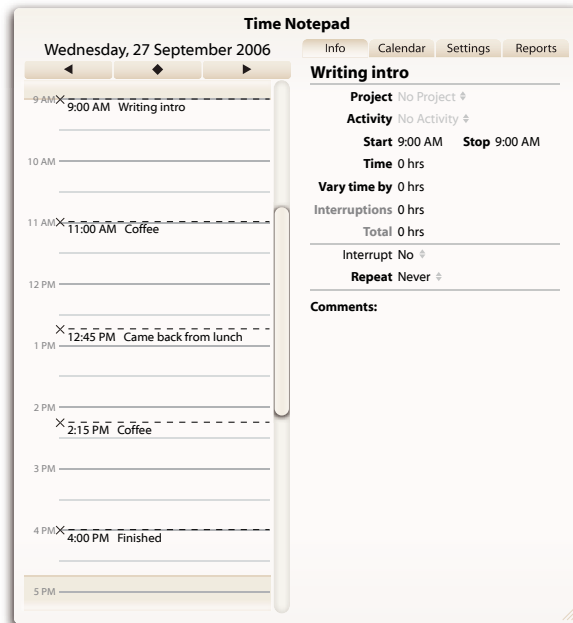 Time Notepad
Wednesday, 27 September 2006
Info Calendar Settings Reports
Writing intro
9 AM
9:00 AM Writing intro
10 AM
11 AM
11:00 AM Coffee
12 PM
12:45 PM Came back from lunch
1 PM
2 PM
2:15 PM Coffee
3 PM
4 PM
4:00 PM Finished
5 PM
Project No Project
Activity No Activity
Start 9:00 AM Stop 9:00 AM
Time 0 hrs
Vary time by 0 hrs
Interruptions 0 hrs
Total 0 hrs
Interrupt No
Repeat Never
Comments: